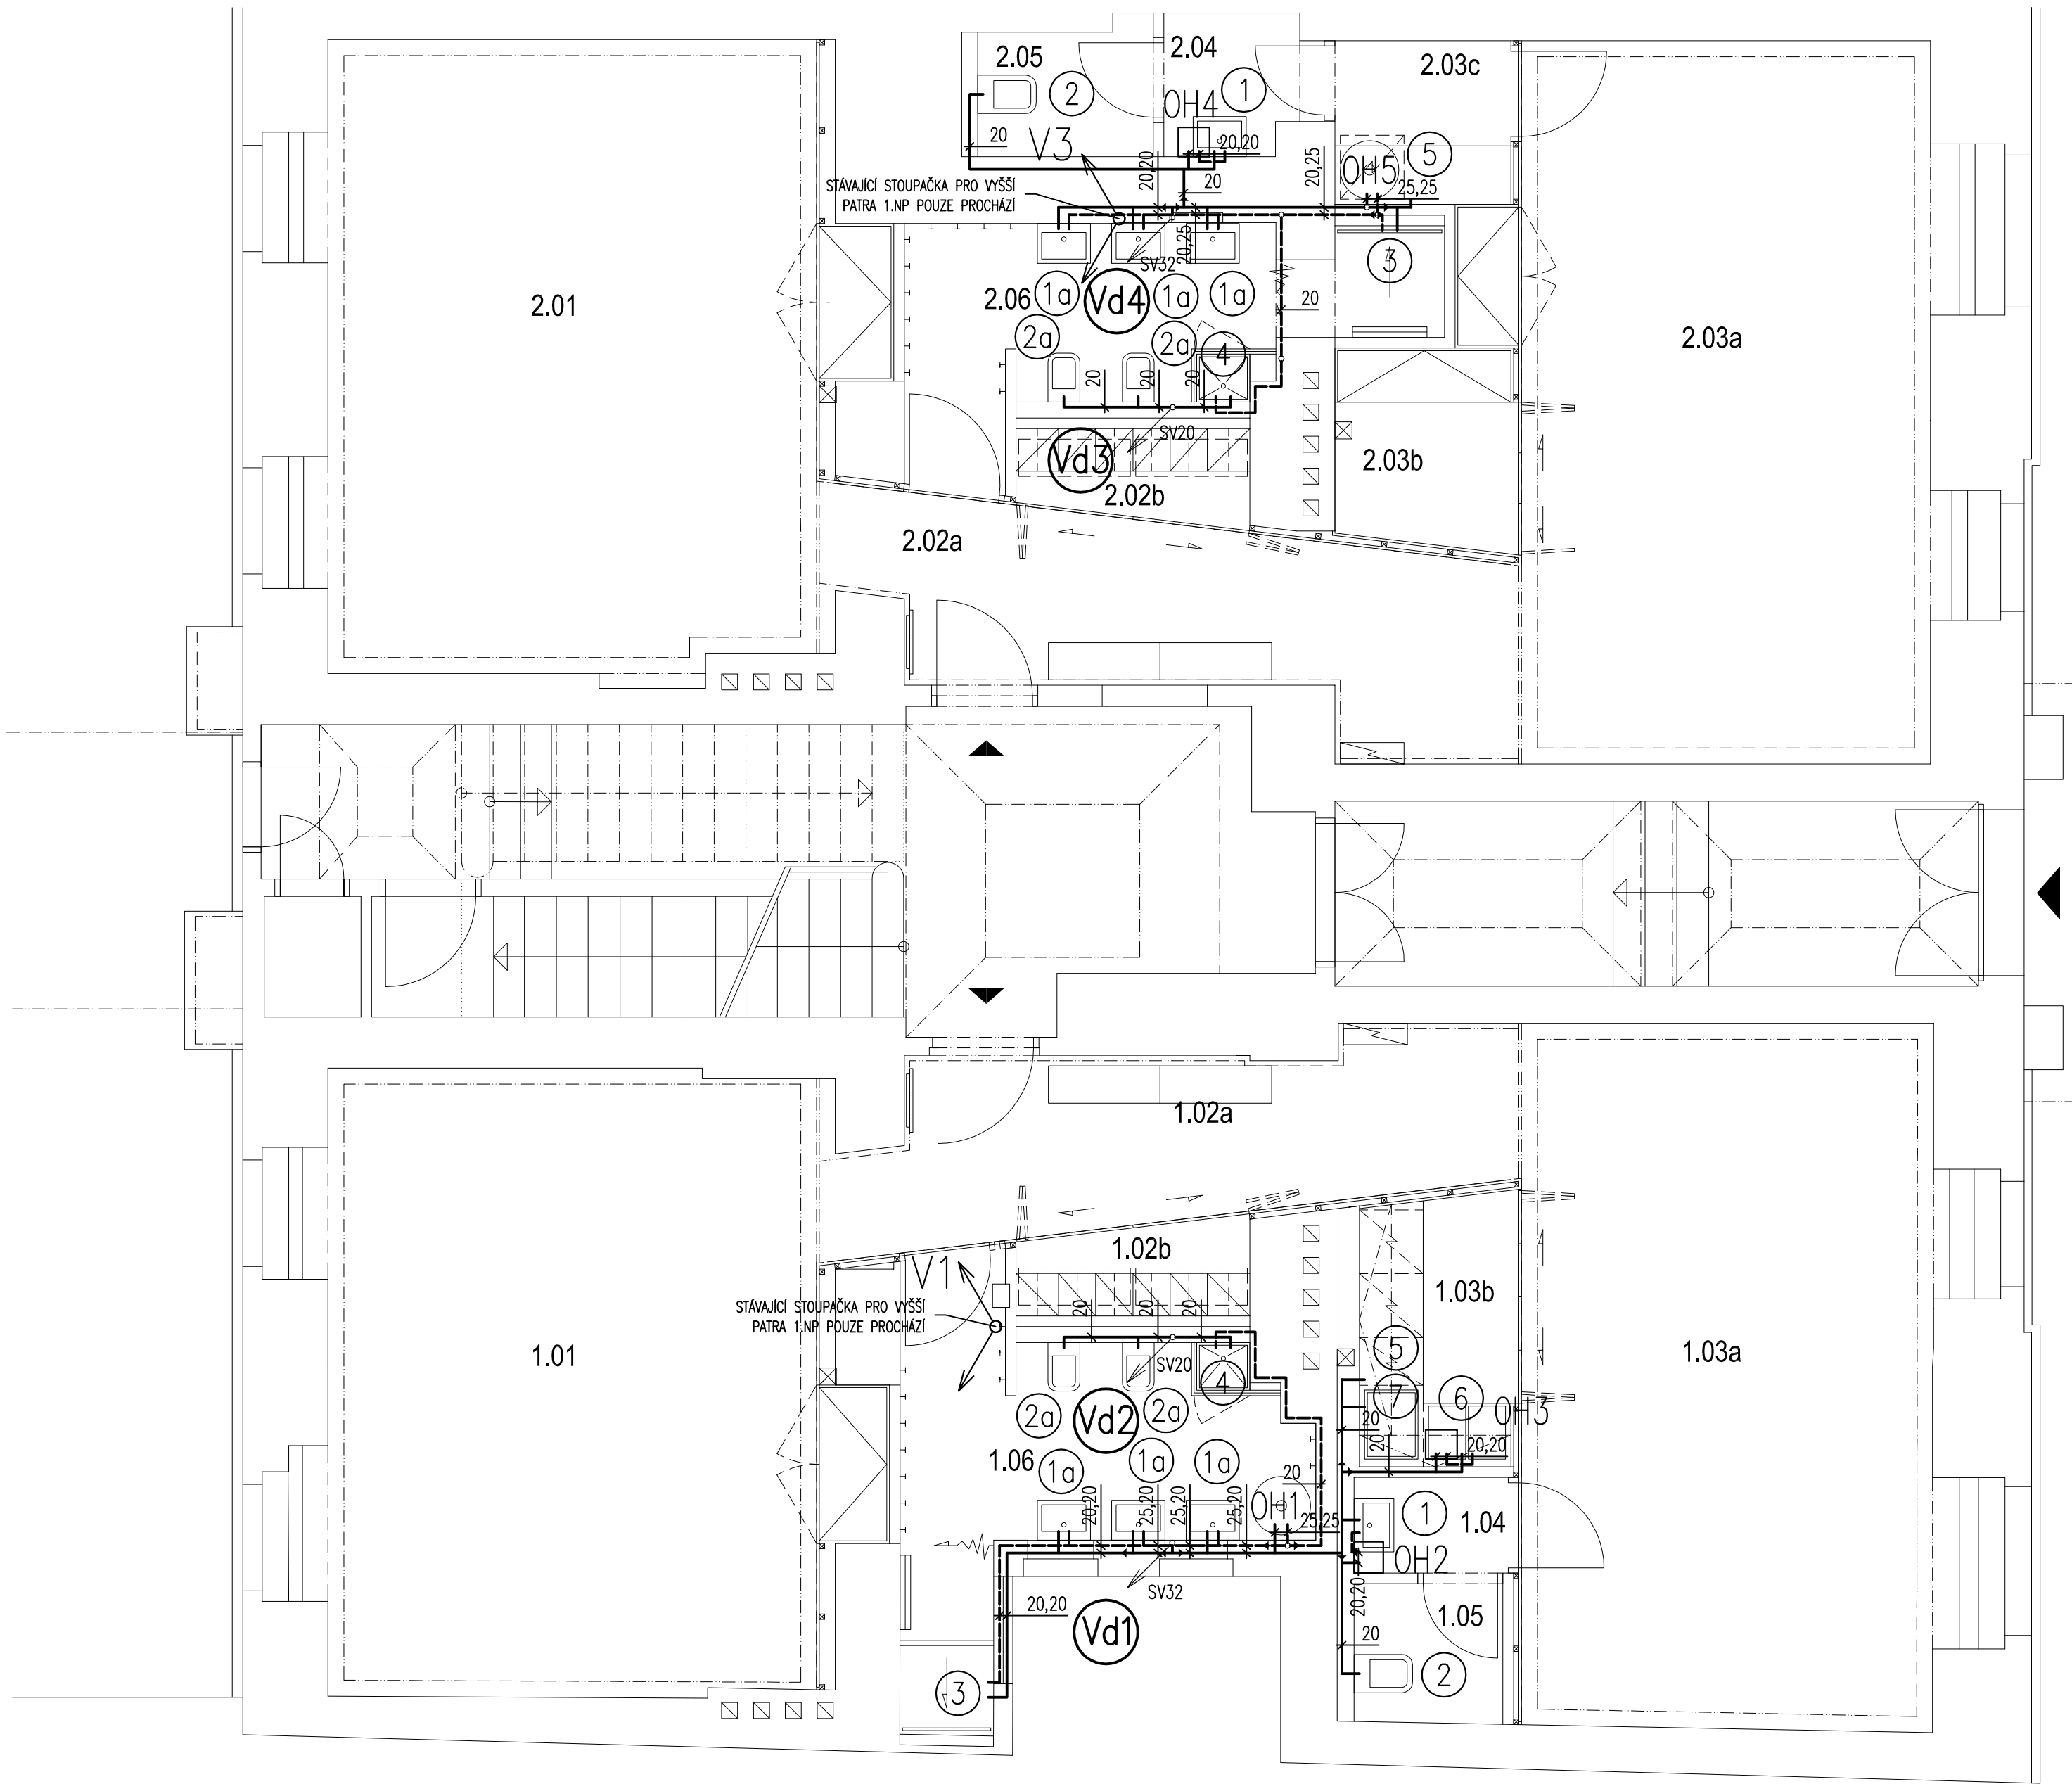 2.05
2.04
2.03c
2
1
OH4
20
V3
20,20
5
OH5
20,20
20,25
25,25
STÁVAJÍCÍ STOUPAČKA PRO VYŠŠÍ
PATRA 1.NP POUZE PROCHÁZÍ
20
20,25
SV32
3
2.01
2.06
1a
Vd4
1a
1a
20
2.03a
2a
2a
4
20
20
20
SV20
Vd3
2.03b
2.02b
2.02a
1.02a
1.02b
V1
1.03b
STÁVAJÍCÍ STOUPAČKA PRO VYŠŠÍ
PATRA 1.NP POUZE PROCHÁZÍ
20
20
20
1.01
SV20
5
1.03a
4
7
6
OH3
2a
Vd2
2a
20
20
20,20
1.06
1a
1a
1a
20
20,20
25,20
25,20
25,20
OH1
25,25
1
1.04
OH2
SV32
20,20
20,20
1.05
Vd1
20
2
3